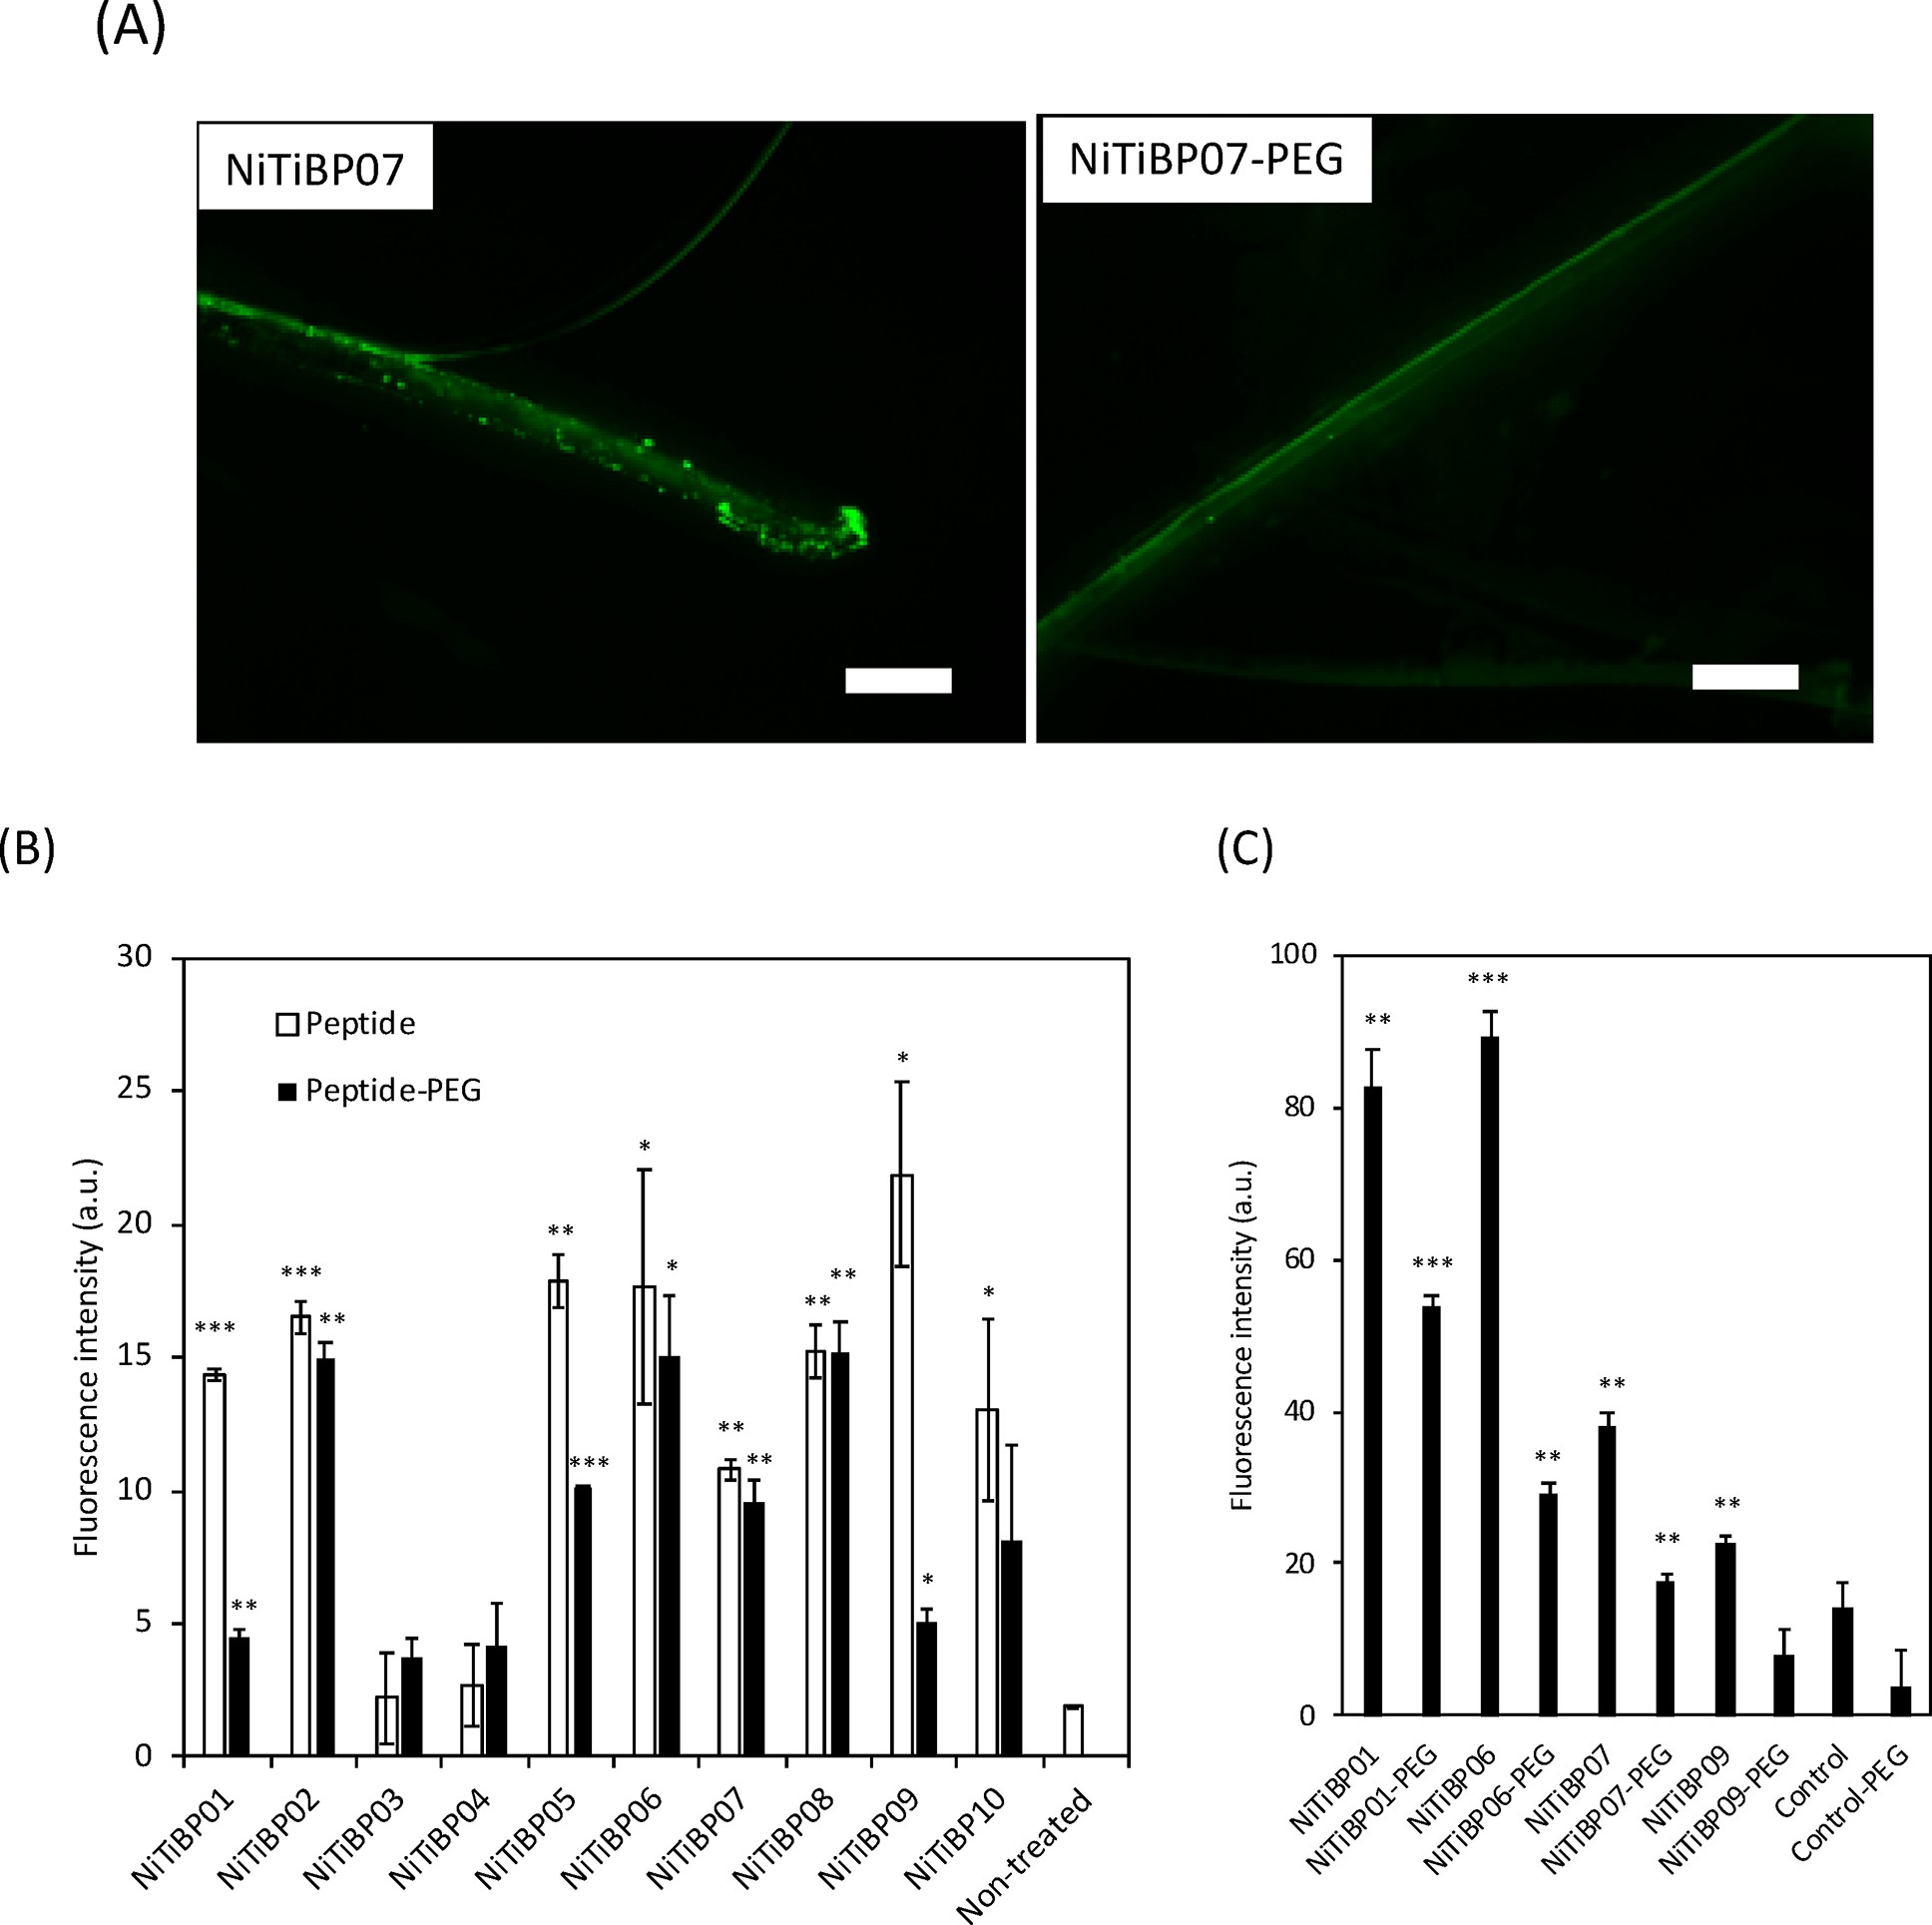 (A)
NiTiBP07
NiTiBP07-PEG
(B)
(C)
30
25
20
15
10
5
0
Fluorescence intensity (a.u.)
Peptide
Peptide-PEG
***
**
***
**
**
***
*
*
**
**
**
**
*
*
*
NiTiBP01
NiTiBP02
NiTiBP03
NiTiBP04
NiTiBP05
NiTiBP06
NiTiBP07
NiTiBP08
NiTiBP09
NiTiBP10
Non-treated
100
80
60
40
20
0
Fluorescence intensity (a.u.)
**
***
***
**
**
**
**
NiTiBP01
NiTiBP01-PEG
NiTiBP06
NiTiBP06-PEG
NiTiBP07
NiTiBP07-PEG
NiTiBP09
NiTiBP09-PEG
Control
Control-PEG